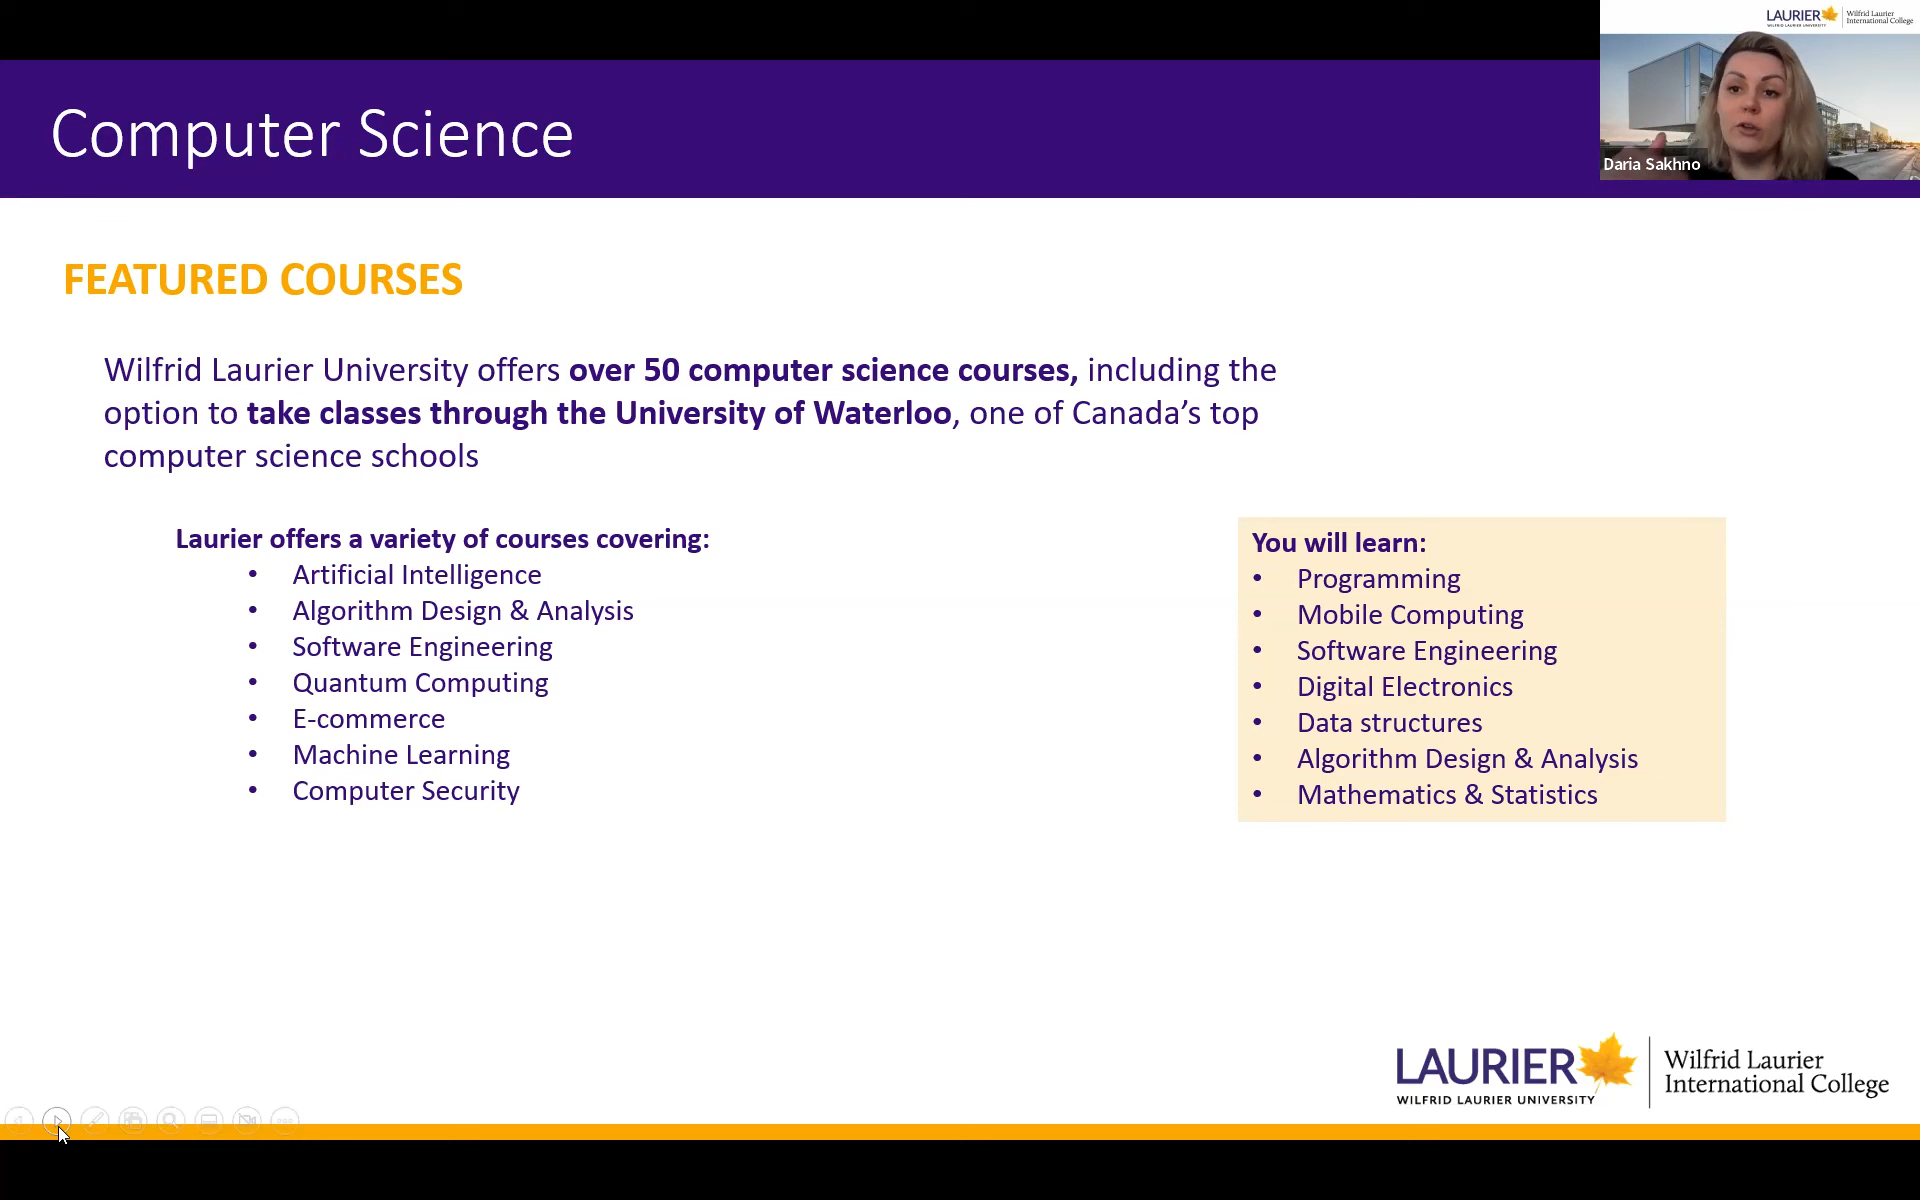 LAURIER
WILFRID LAURIER UNIVERSITY
Wilfrid Laurier
International College
Computer Science
Daria Sakhno
FEATURED COURSES
Wilfrid Laurier University offers over 50 computer science courses, including the
option to take classes through the University of Waterloo, one of Canada’s top
computer science schools
Laurier offers a variety of courses covering:
• Artificial Intelligence
• Algorithm Design & Analysis
• Software Engineering
• Quantum Computing
• E-commerce
• Machine Learning
• Computer Security
You will learn:
• Programming
• Mobile Computing
• Software Engineering
• Digital Electronics
• Data structures
• Algorithm Design & Analysis
• Mathematics & Statistics
LAURIER
WILFRID LAURIER UNIVERSITY
Wilfrid Laurier
International College